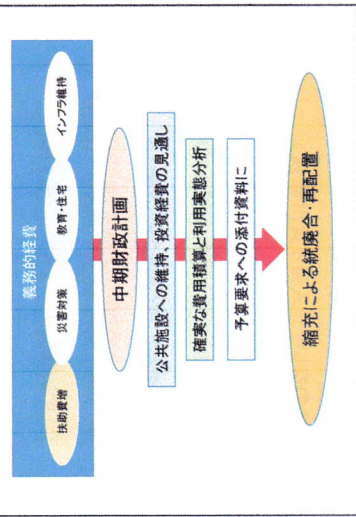 義務的経費
扶助費増
災害対策
教育・住宅
インフラ維持
中期財政計画
公共施設への維持、投資経費の見通し
確実な費用積算と利用実態分析
予算要求への添付資料に
縮充による統廃合・再配置